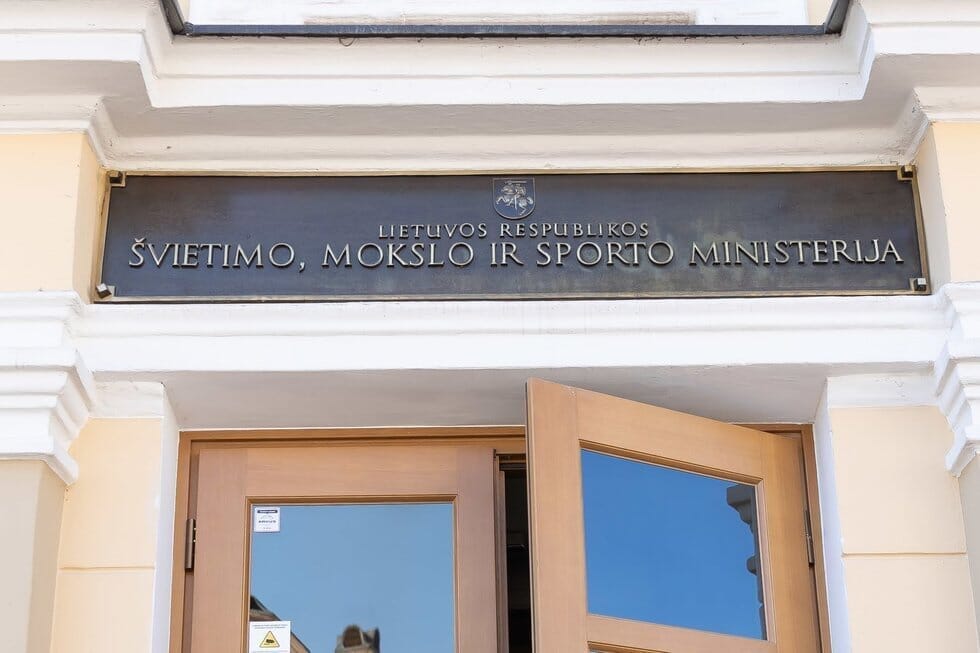 LIETUVOS RESPUBLIKOS
ŠVIETIMO, MOKSLO IR SPORTO MINISTERIJA